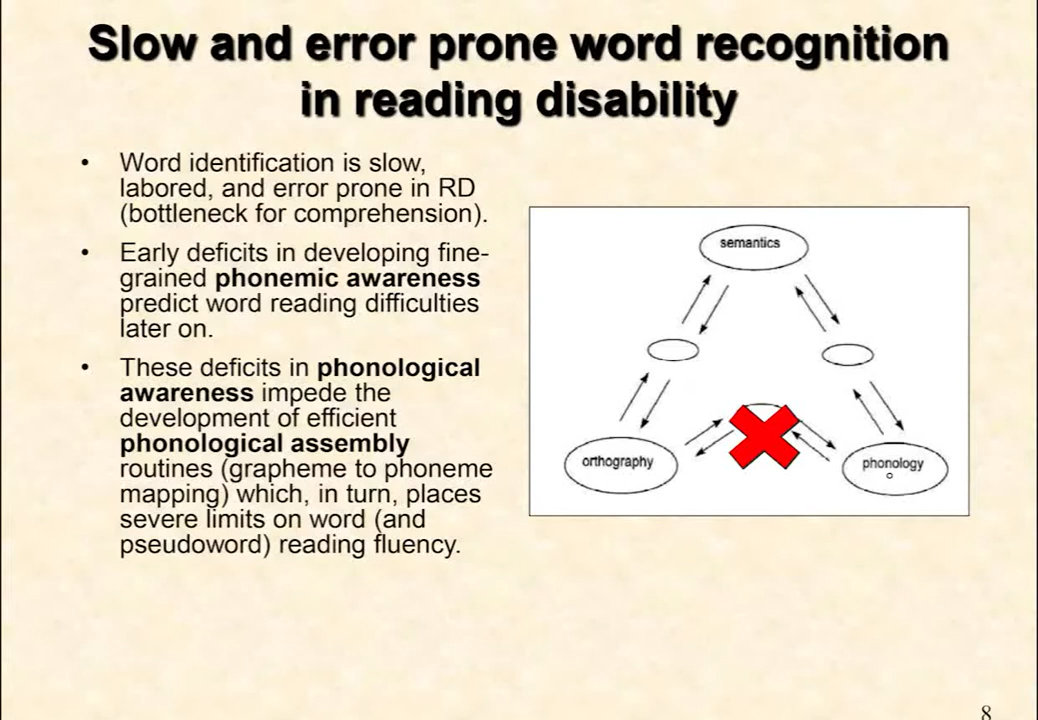 Slow and error prone word recognition
in reading disability
• Word identification is slow,
labored, and error prone in RD
(bottleneck for comprehension).
• Early deficits in developing fine-
grained phonemic awareness
predict word reading difficulties
later on.
• These deficits in phonological
awareness impede the
development of efficient
phonological assembly
routines (grapheme to phoneme
mapping) which, in turn, places
severe limits on word (and
pseudoword) reading fluency.
semantics
orthography
phonology
8